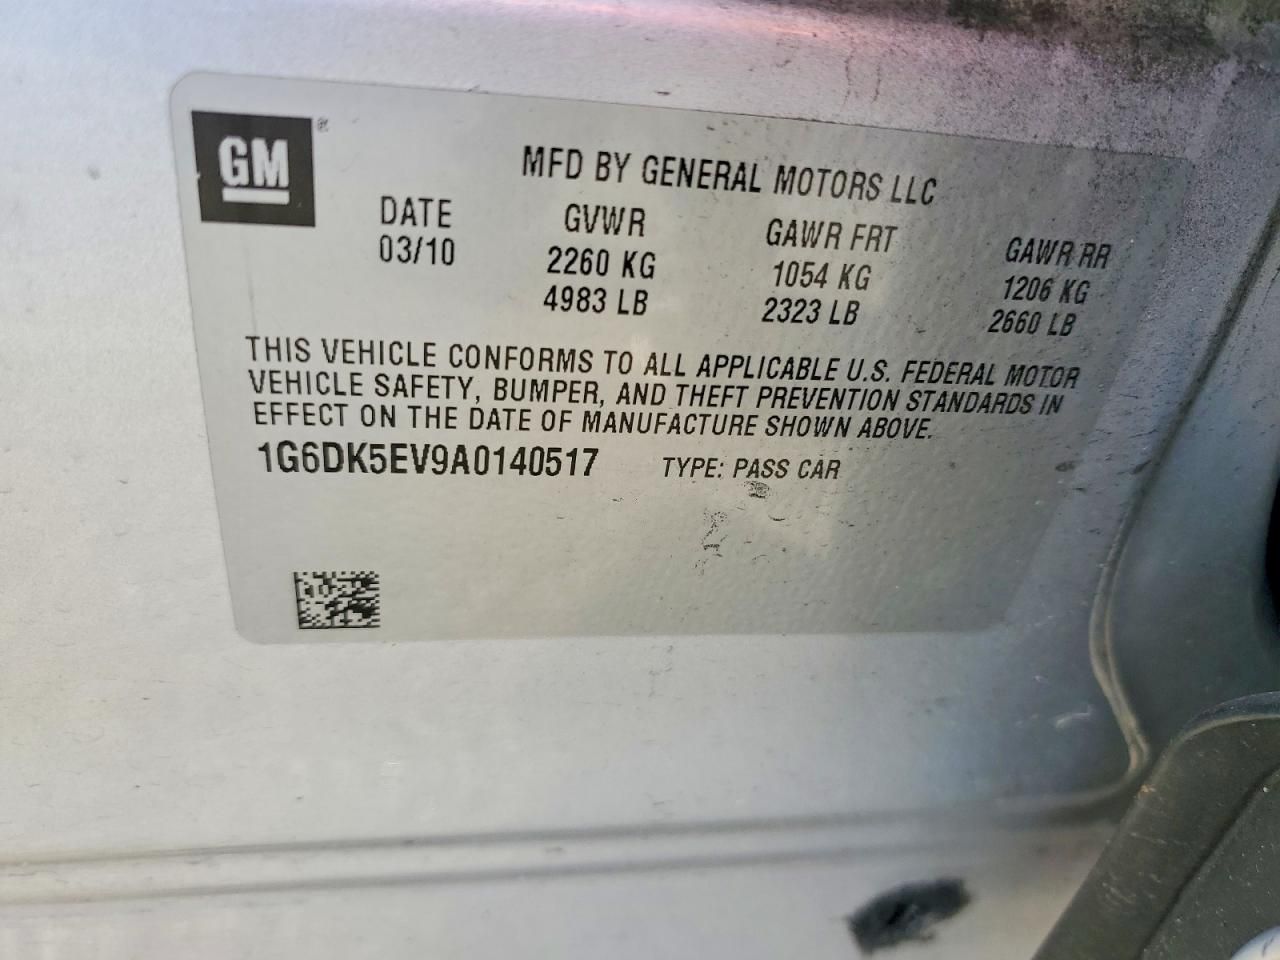 GM®
MFD BY GENERAL MOTORS LLC
DATE GVWR GAWR FRT GAWR RR
03/10 2260 KG 1054 KG 1206 KG
4983 LB 2323 LB 2660 LB
THIS VEHICLE CONFORMS TO ALL APPLICABLE U.S. FEDERAL MOTOR
VEHICLE SAFETY, BUMPER, AND THEFT PREVENTION STANDARDS IN
EFFECT ON THE DATE OF MANUFACTURE SHOWN ABOVE.
1G6DK5EV9A0140517 TYPE: PASS CAR